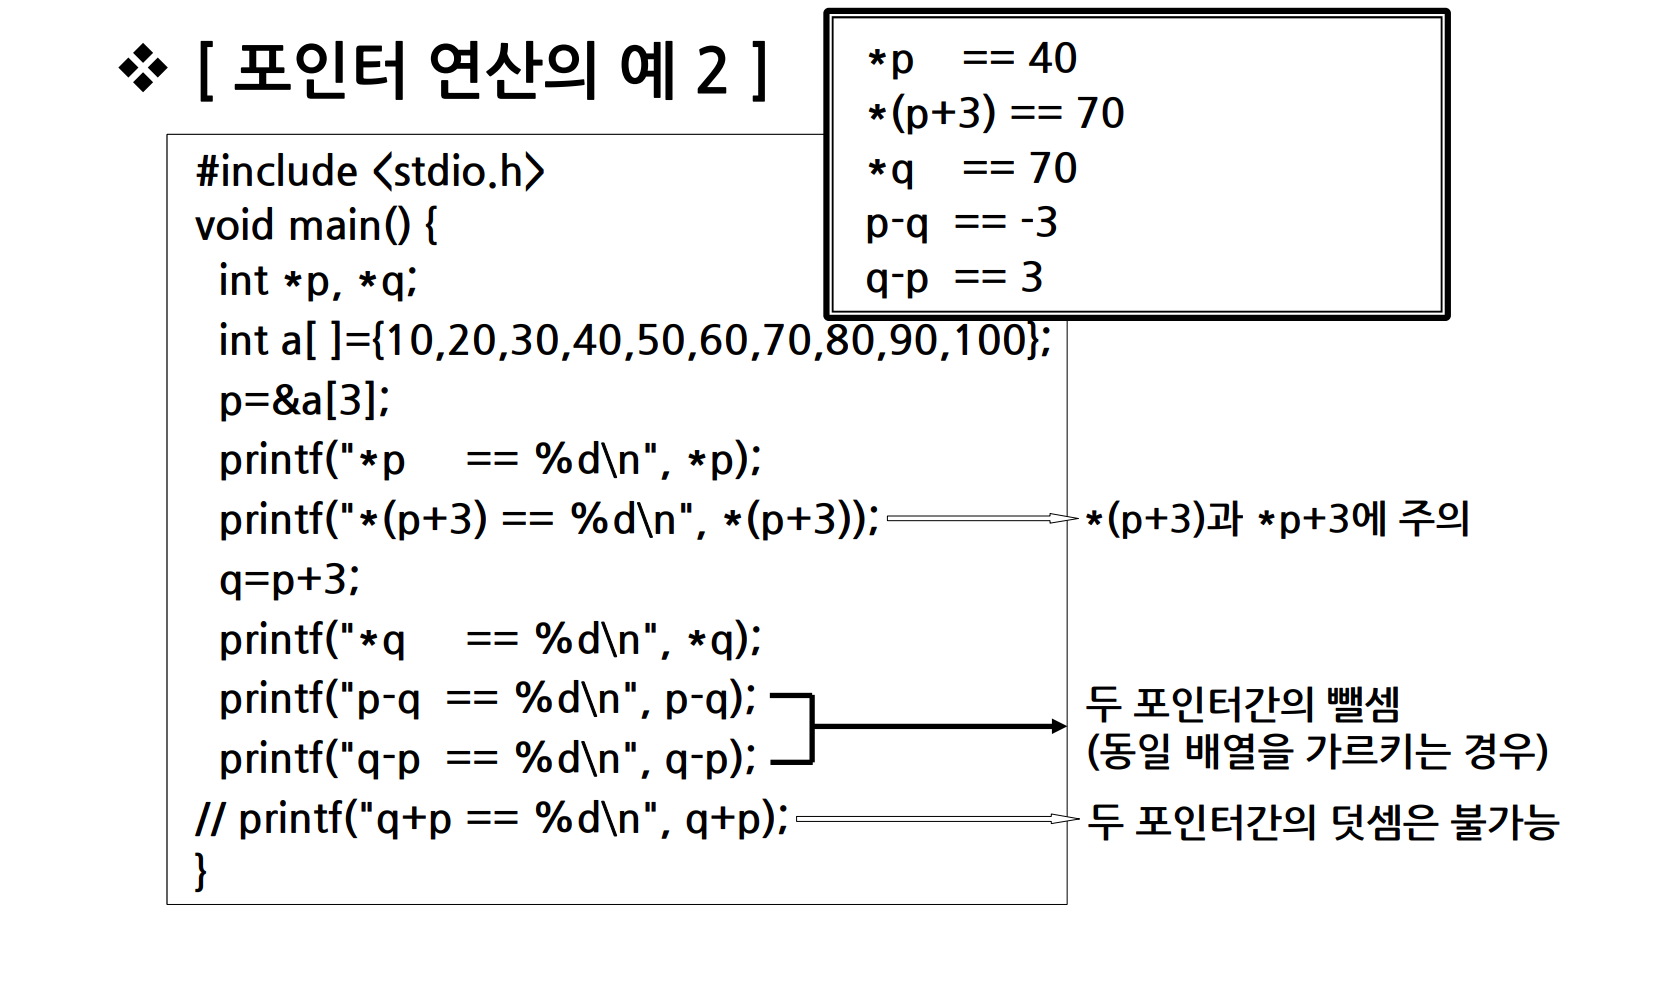 ❖ [ 포인터 연산의 예 2 ]
*p    == 40
*(p+3) == 70
*q    == 70
p-q  == -3
q-p  == 3
#include <stdio.h>
void main() {
  int *p, *q;
  int a[ ]={10,20,30,40,50,60,70,80,90,100};
  p=&a[3];
  printf("*p     == %d\n", *p);
  printf("*(p+3) == %d\n", *(p+3));
*(p+3)과 *p+3에 주의
  q=p+3;
  printf("*q     == %d\n", *q);
  printf("p-q  == %d\n", p-q);
  printf("q-p  == %d\n", q-p);
두 포인터간의 뺄셈
(동일 배열을 가르키는 경우)
// printf("q+p == %d\n", q+p);
두 포인터간의 덧셈은 불가능
}